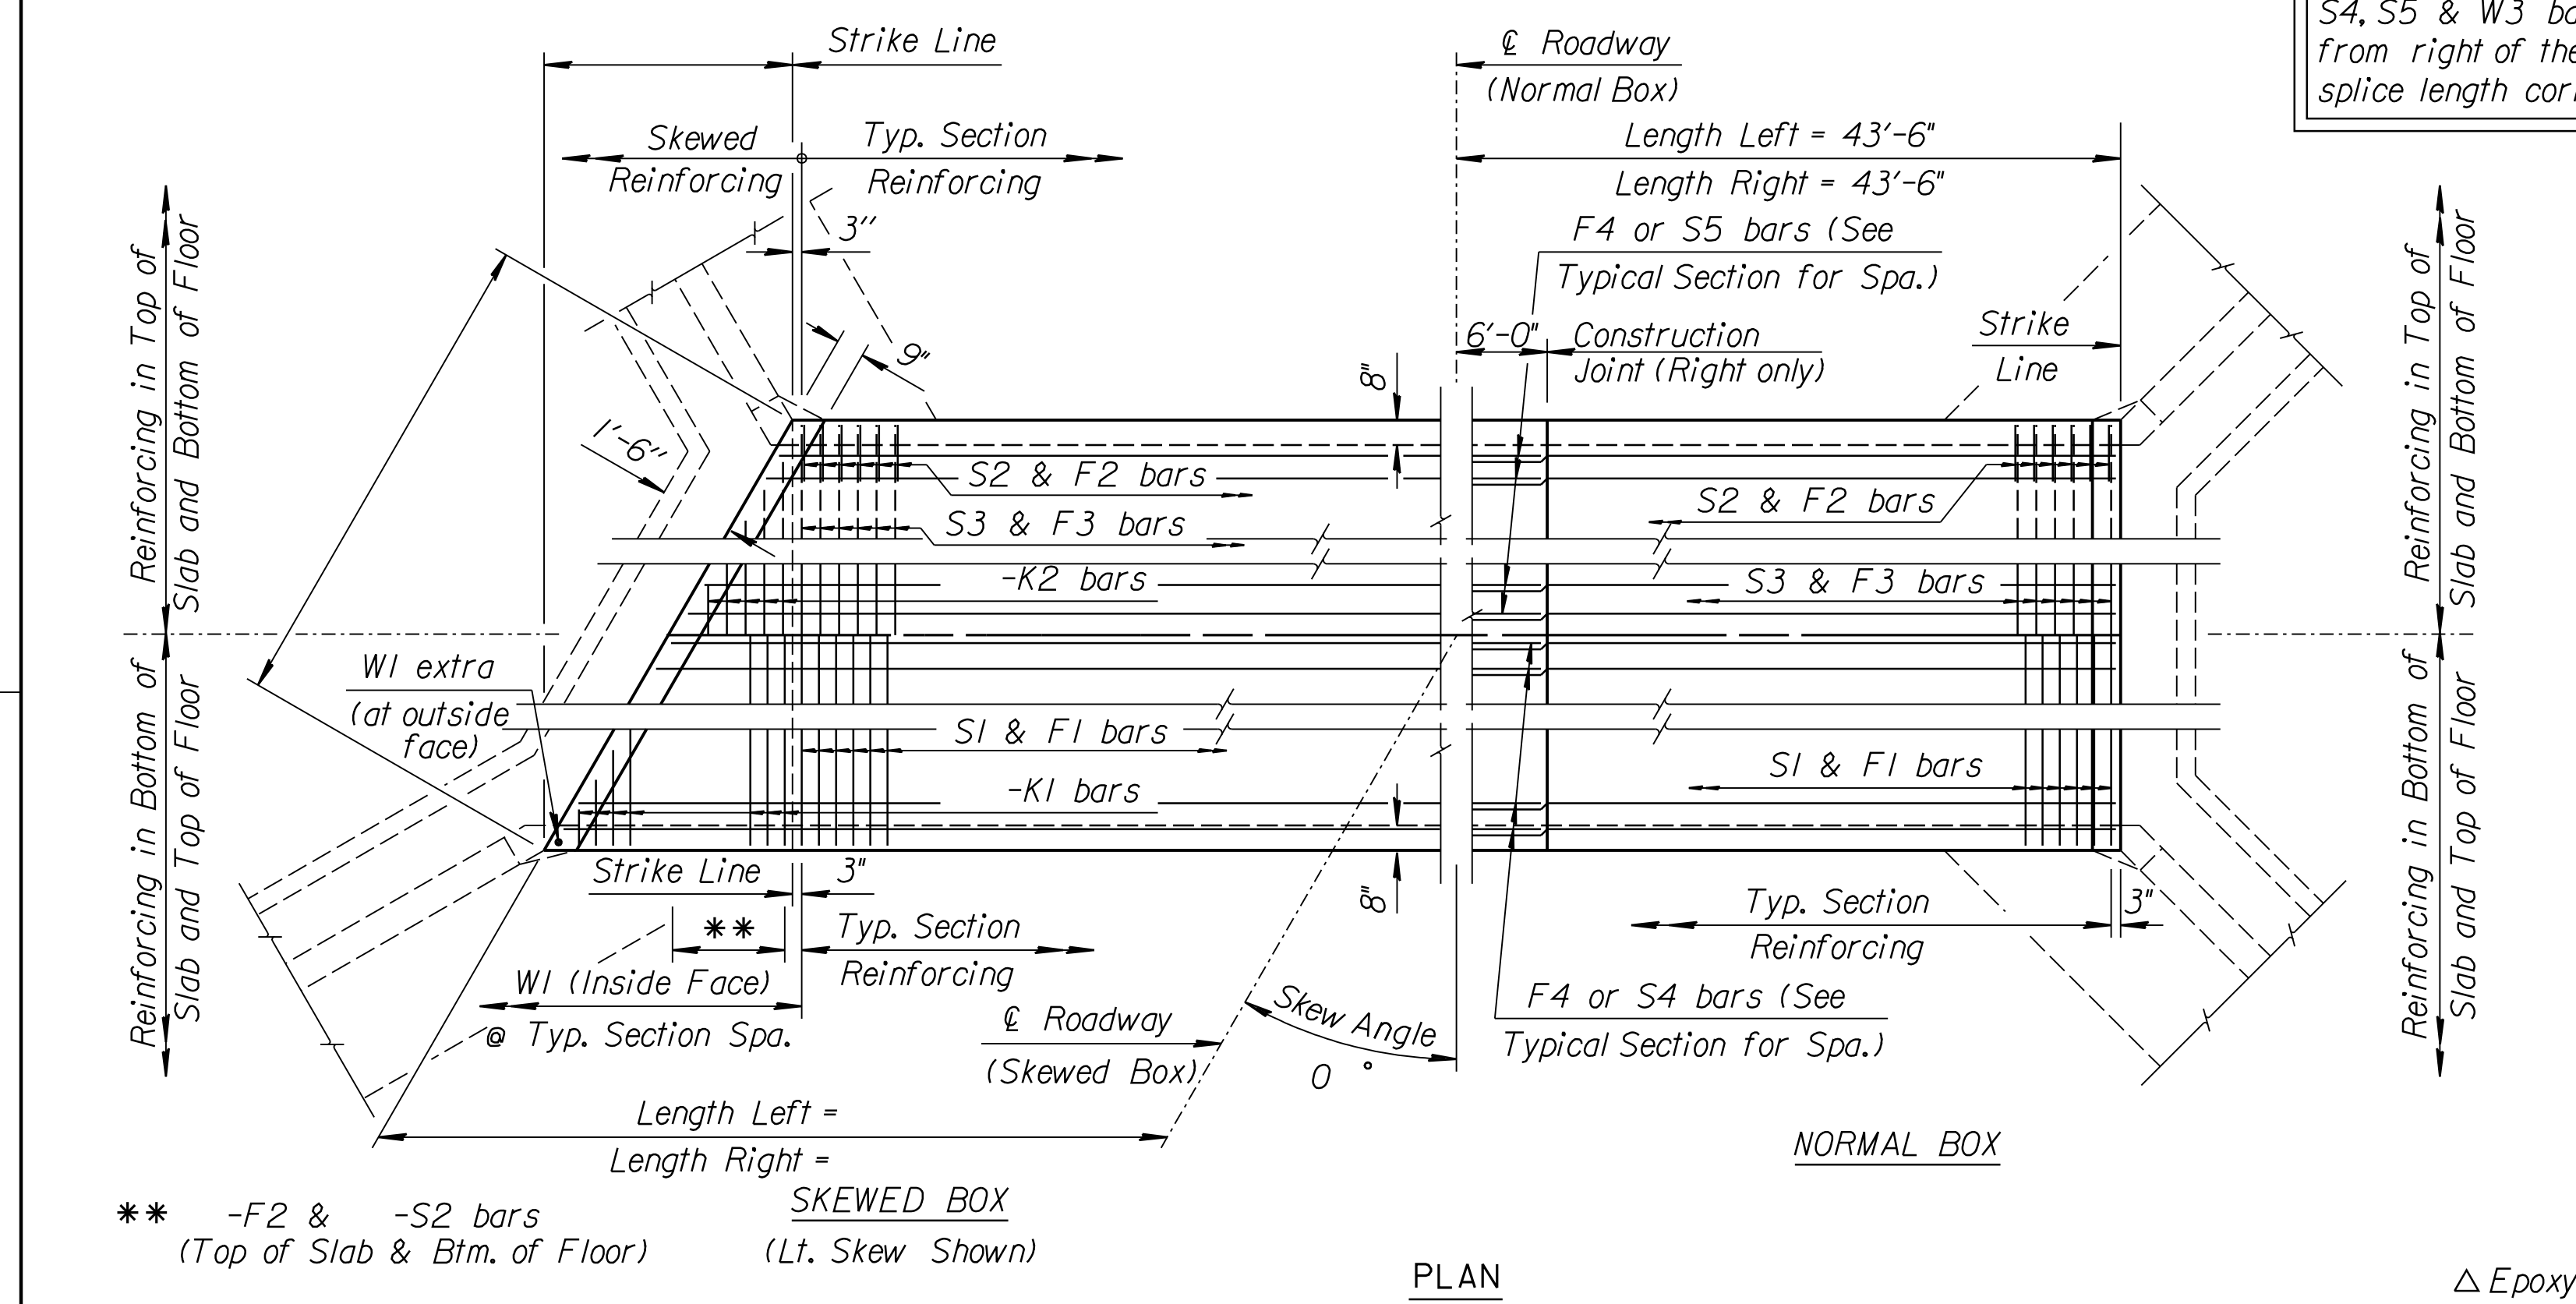 S4, S5 & W3 ba
from right of the
splice length cor
Strike Line
℄ Roadway
(Normal Box)
Skewed
Reinforcing
Typ. Section
Reinforcing
Length Left = 43'-6"
Length Right = 43'-6"
3"
F4 or S5 bars (See
Typical Section for Spa.)
Reinforcing in Top of
Slab and Bottom of Floor
Reinforcing in Top of
Slab and Bottom of Floor
9"
8"
6'-0"
Construction
Joint (Right only)
Strike
Line
1'-6"
S2 & F2 bars
S2 & F2 bars
S3 & F3 bars
-K2 bars
S3 & F3 bars
W1 extra
(at outside
face)
S1 & F1 bars
S1 & F1 bars
-K1 bars
Reinforcing in Bottom of
Slab and Top of Floor
Reinforcing in Bottom of
Slab and Top of Floor
Strike Line
3"
8"
Typ. Section
Reinforcing
3"
**
Typ. Section
Reinforcing
W1 (Inside Face)
@ Typ. Section Spa.
℄ Roadway
(Skewed Box)
Skew Angle
0 °
F4 or S4 bars (See
Typical Section for Spa.)
Length Left =
Length Right =
NORMAL BOX
** -F2 & -S2 bars
(Top of Slab & Btm. of Floor)
SKEWED BOX
(Lt. Skew Shown)
PLAN
△ Epoxy